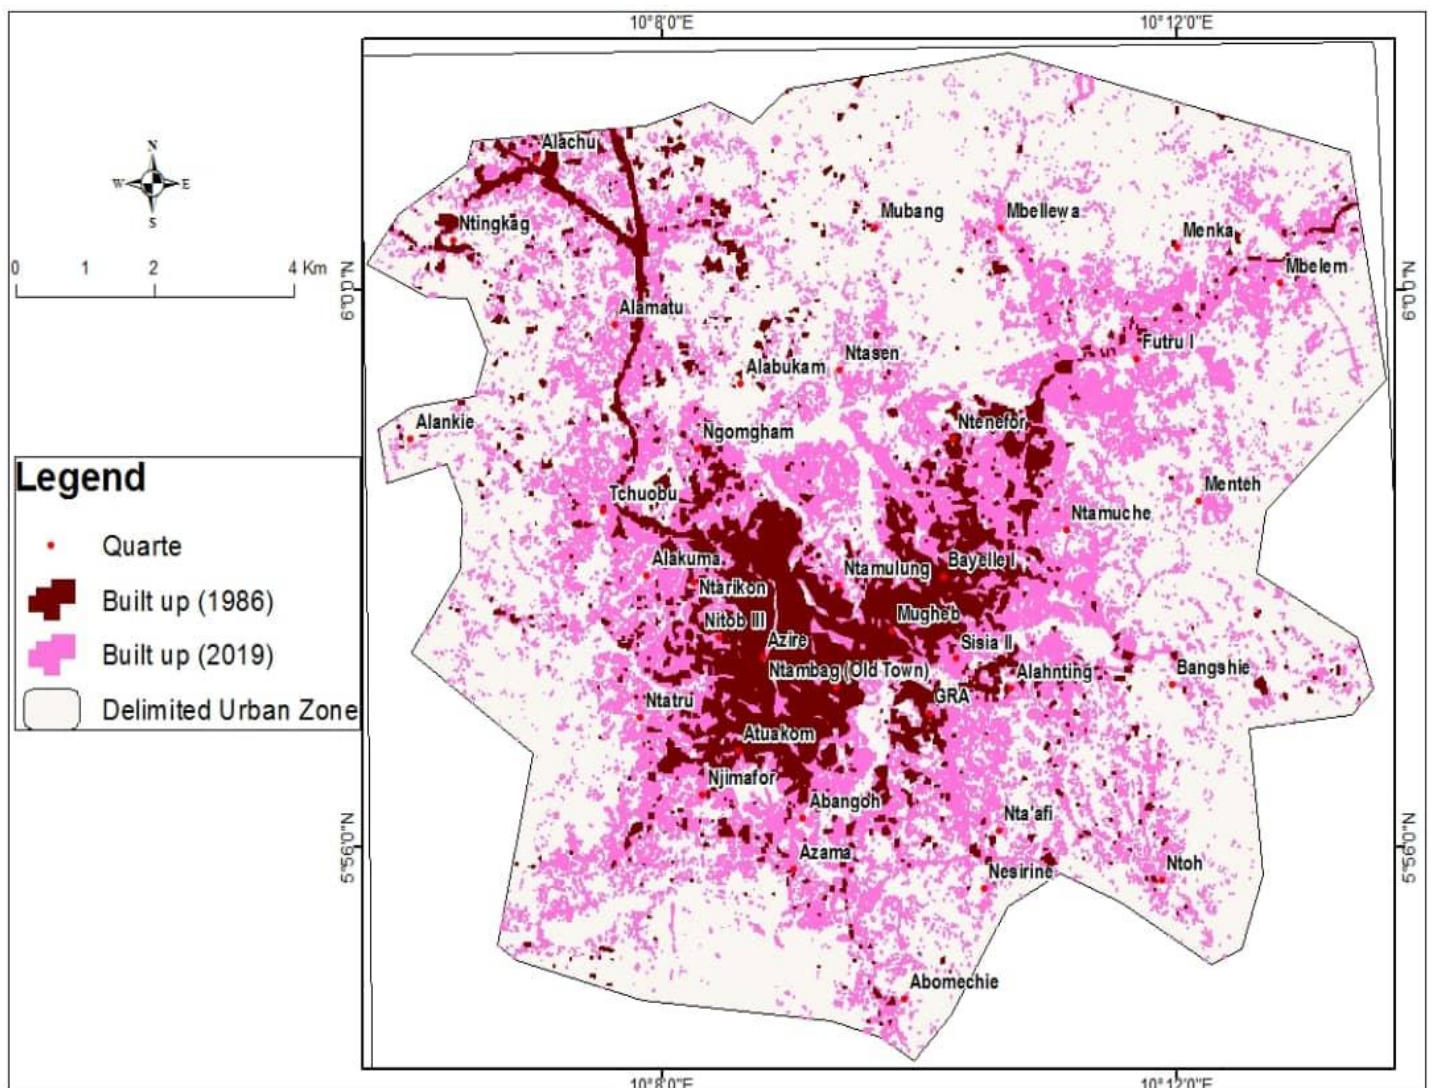 10°8'0"E
10°12'0"E
N
W
E
S
0 1 2 4 Km
6°0'0"N
5°56'0"N
6°0'0"N
5°56'0"N
Legend
Quarte
Built up (1986)
Built up (2019)
Delimited Urban Zone
Alachu
Ntingkag
Mubang
Mbellewa
Menka
Mbelem
Alamatu
Futru I
Alabukam
Ntasen
Alankie
Ngomgham
Ntenefor
Tchuobu
Menteh
Ntamuche
Alakuma
Ntarikon
Ntamulung
Bayelle I
Nitob III
Mugheb
Azire
Sisia II
Ntambag (Old Town)
Alahnting
Bangshie
Ntatru
GRA
Atuakom
Njimafor
Abangoh
Nta'afi
Azama
Nesirine
Ntoh
Abomechie
10°8'0"E
10°12'0"E